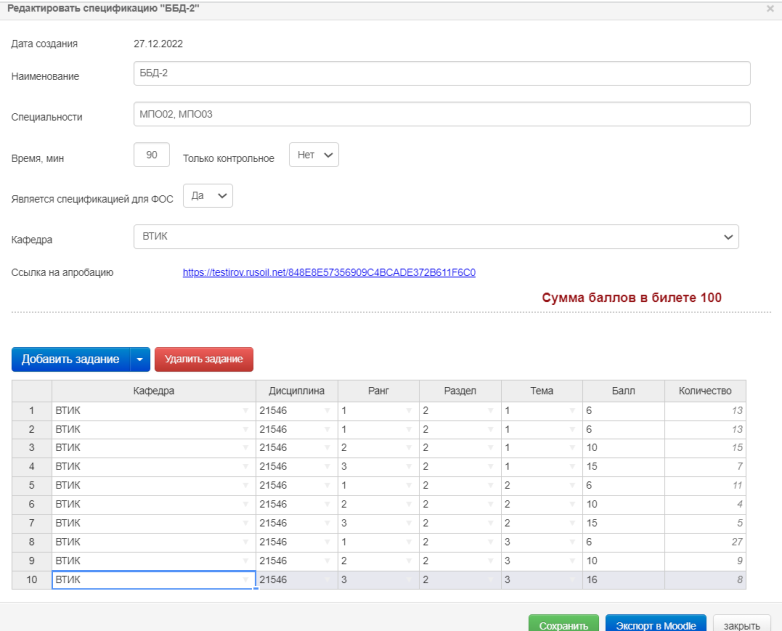 Редактировать спецификацию "ББД-2" ×
Дата создания 27.12.2022
Наименование ББД-2
Специальности МПО02, МПО03
Время, мин 90 Только контрольное Нет
Является спецификацией для ФОС Да
Кафедра ВТИК
Ссылка на апробацию https://testirov.rusoil.net/848E8E57356909C4BCADE372B611F6C0
Сумма баллов в билете 100
Добавить задание Удалить задание
Кафедра Дисциплина Ранг Раздел Тема Балл Количество
1 ВТИК 21546 1 2 1 6 13
2 ВТИК 21546 1 2 1 6 13
3 ВТИК 21546 2 2 1 10 15
4 ВТИК 21546 3 2 1 15 7
5 ВТИК 21546 1 2 2 6 11
6 ВТИК 21546 2 2 2 10 4
7 ВТИК 21546 3 2 2 15 5
8 ВТИК 21546 1 2 3 6 27
9 ВТИК 21546 2 2 3 10 9
10 ВТИК 21546 3 2 3 16 8
Сохранить Экспорт в Moodle закрыть